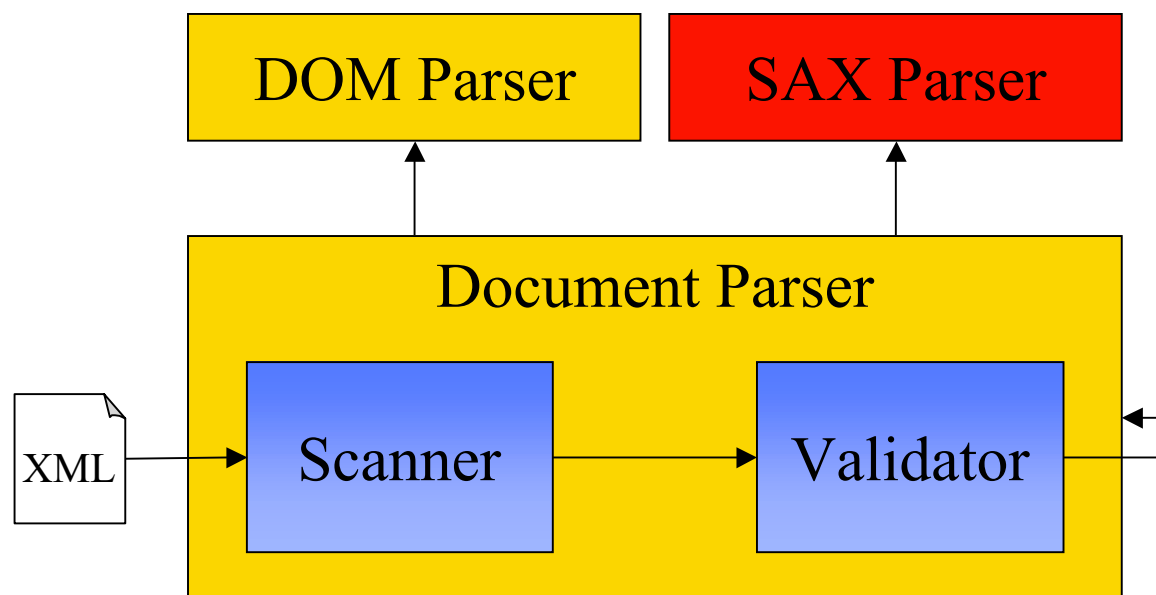 DOM Parser
SAX Parser
Document Parser
XML
Scanner
Validator